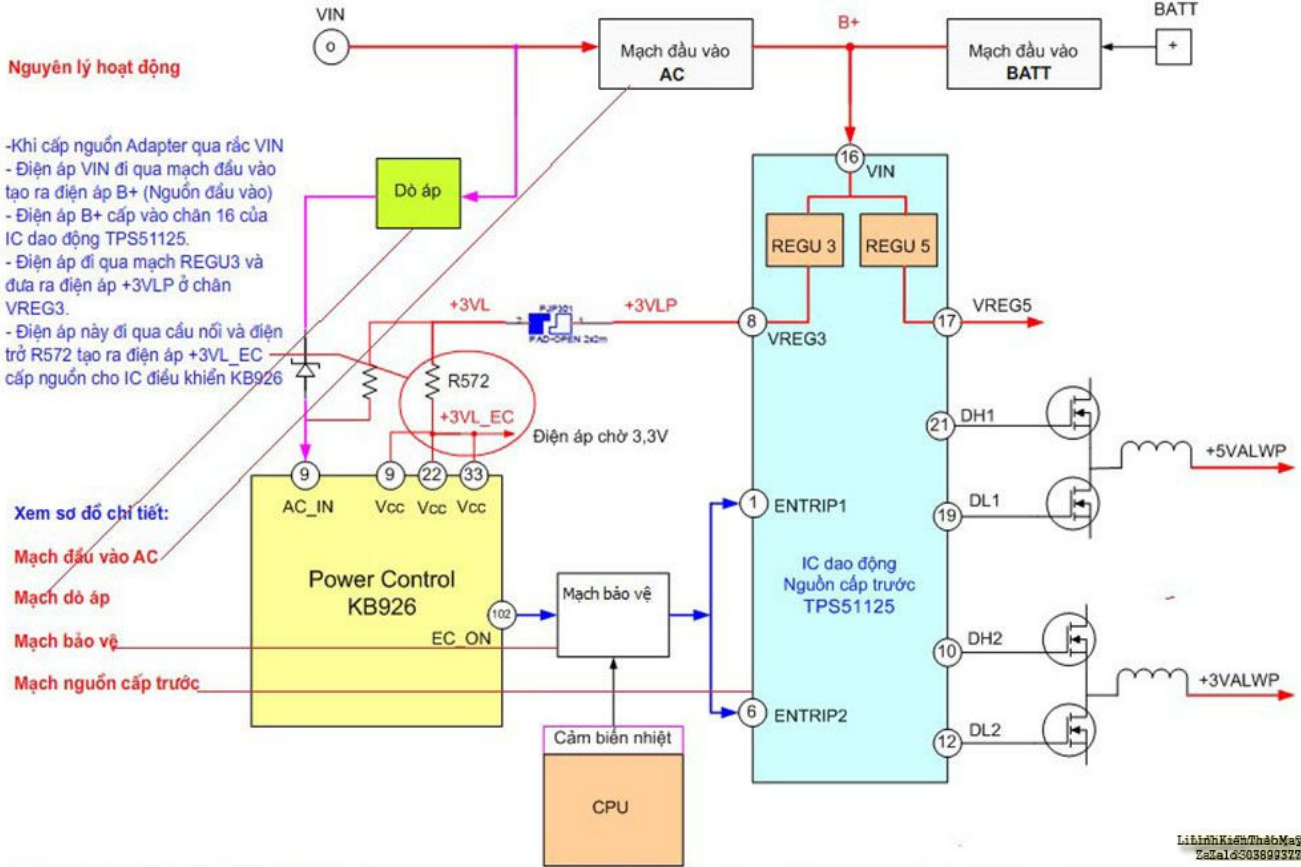 VIN
BATT
B+
Mạch đầu vào
AC
Mạch đầu vào
BATT
+
Nguyên lý hoạt động
-Khi cấp nguồn Adapter qua rắc VIN
- Điện áp VIN đi qua mạch đầu vào
tạo ra điện áp B+ (Nguồn đầu vào)
- Điện áp B+ cấp vào chân 16 của
IC dao động TPS51125.
- Điện áp đi qua mạch REGU3 và
đưa ra điện áp +3VLP ở chân
VREG3.
- Điện áp này đi qua cầu nối và điện
trở R572 tạo ra điện áp +3VL_EC
cấp nguồn cho IC điều khiển KB926
Dò áp
16
VIN
REGU 3
REGU 5
+3VL
PJP301
2
1
PAD-OPEN 2x2m
+3VLP
8
VREG3
17
VREG5
R572
+3VL_EC
Điện áp chờ 3,3V
21
DH1
+5VALWP
19
DL1
9
AC_IN
9
Vcc
22
Vcc
33
Vcc
1
ENTRIP1
Xem sơ đồ chi tiết:
Mạch đầu vào AC
Mạch dò áp
Mạch bảo vệ
Mạch nguồn cấp trước
Power Control
KB926
102
EC_ON
Mạch bảo vệ
IC dao động
Nguồn cấp trước
TPS51125
10
DH2
+3VALWP
12
DL2
6
ENTRIP2
Cảm biến nhiệt
CPU